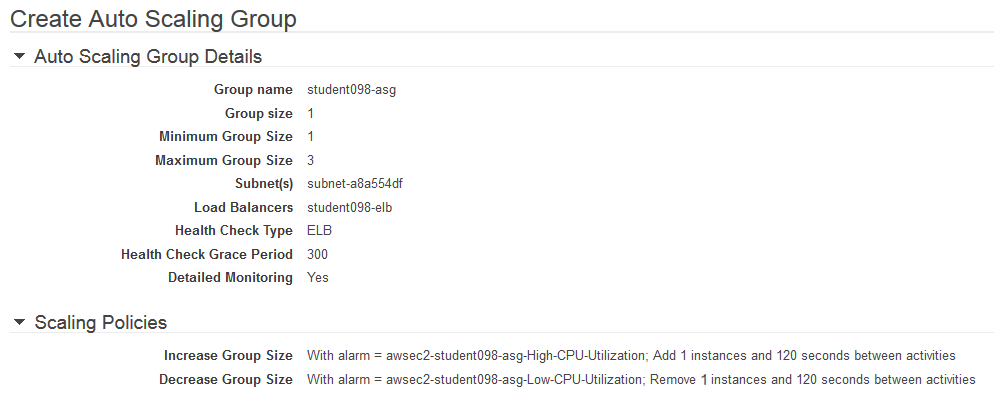 Create Auto Scaling Group
Auto Scaling Group Details
Group name student098-asg
Group size 1
Minimum Group Size 1
Maximum Group Size 3
Subnet(s) subnet-a8a554df
Load Balancers student098-elb
Health Check Type ELB
Health Check Grace Period 300
Detailed Monitoring Yes
Scaling Policies
Increase Group Size With alarm = awsec2-student098-asg-High-CPU-Utilization; Add 1 instances and 120 seconds between activities
Decrease Group Size With alarm = awsec2-student098-asg-Low-CPU-Utilization; Remove 1 instances and 120 seconds between activities